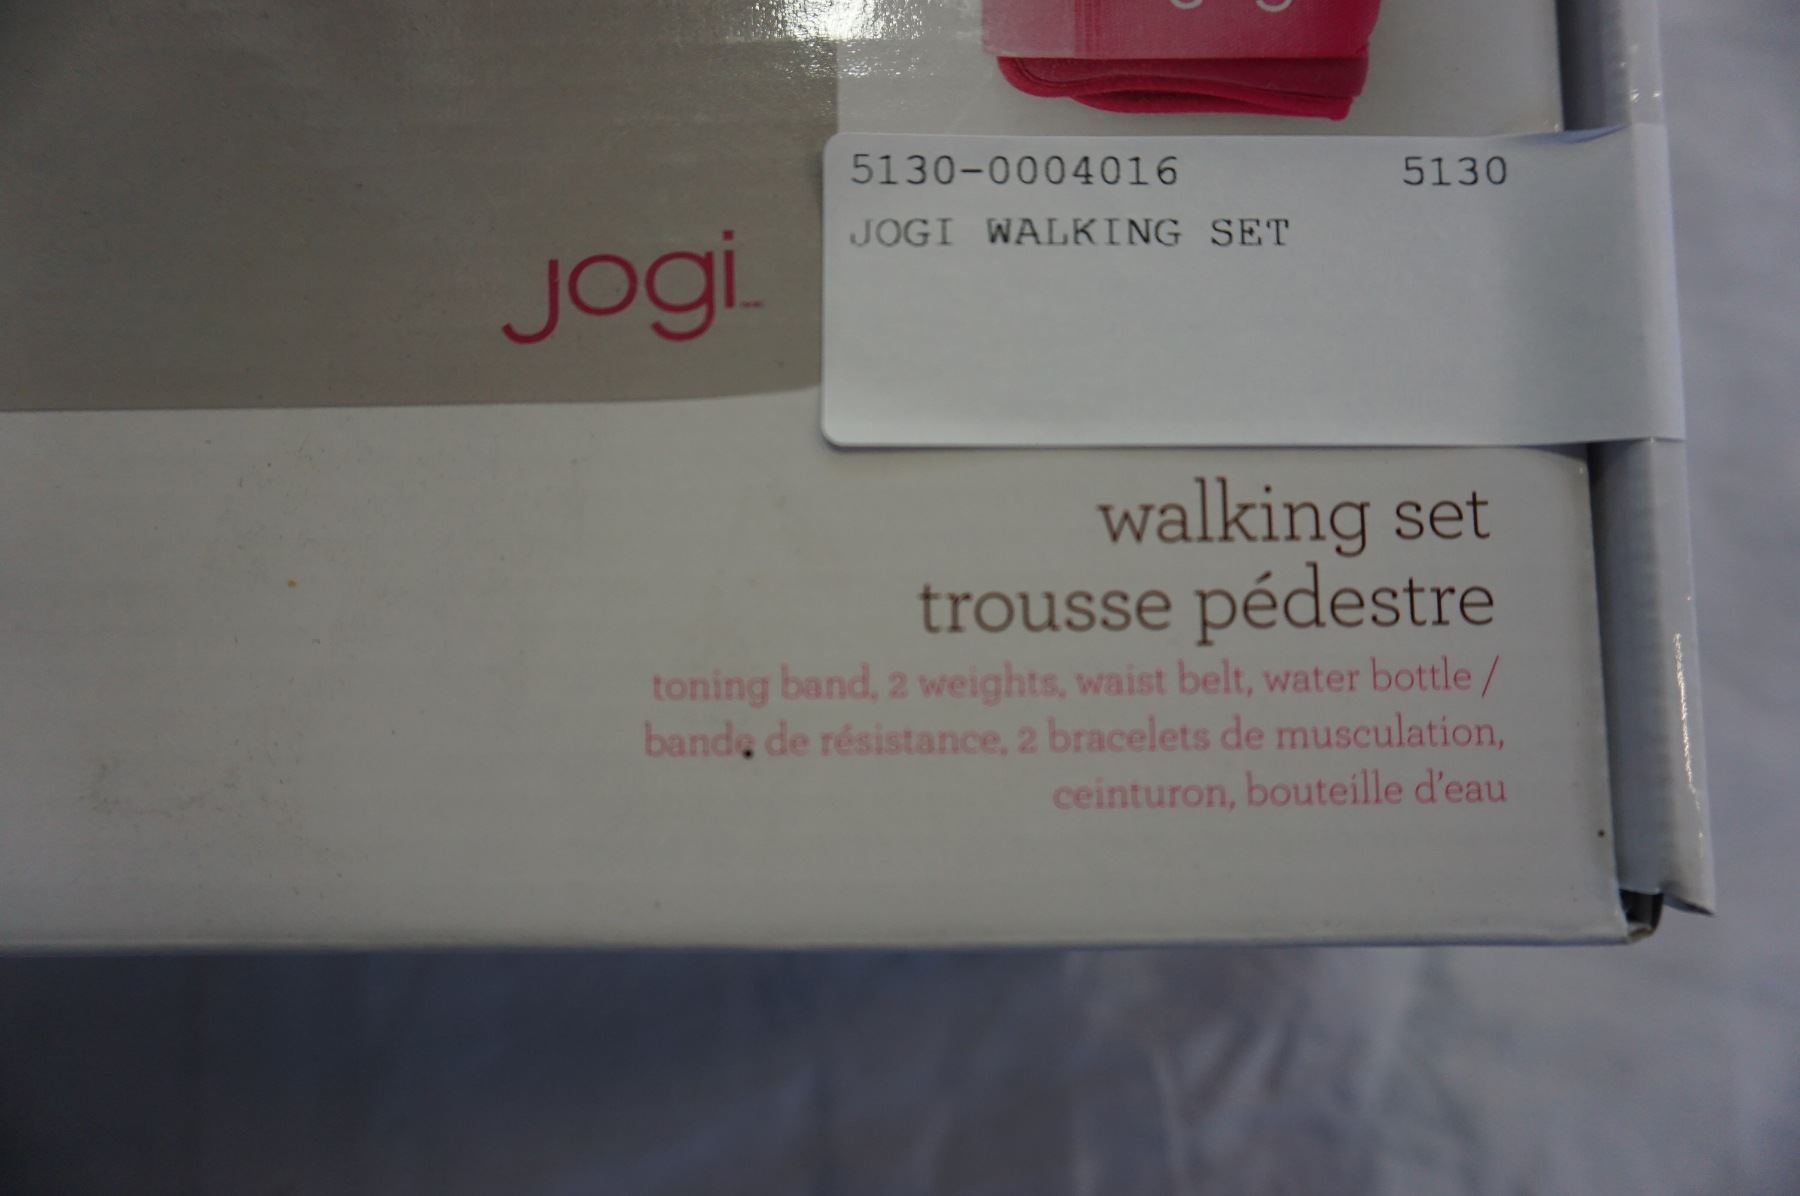 5130-0004016 5130
JOGI WALKING SET
jogi
walking set
trousse pédestre
toning band, 2 weights, waist belt, water bottle /
bande de résistance, 2 bracelets de musculation,
ceinturon, bouteille d'eau